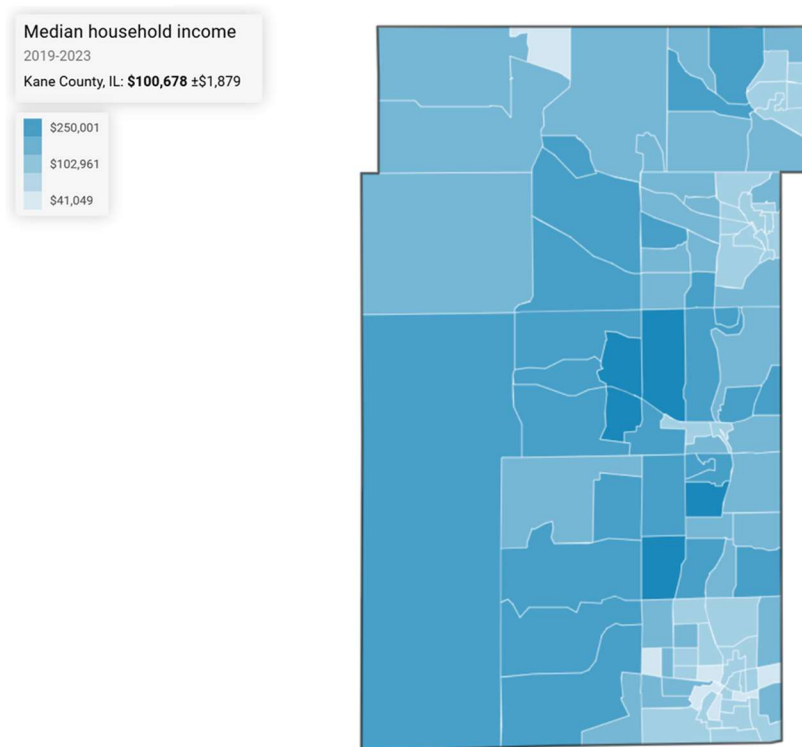 Median household income
2019-2023
Kane County, IL: $100,678 ±$1,879
$250,001
$102,961
$41,049